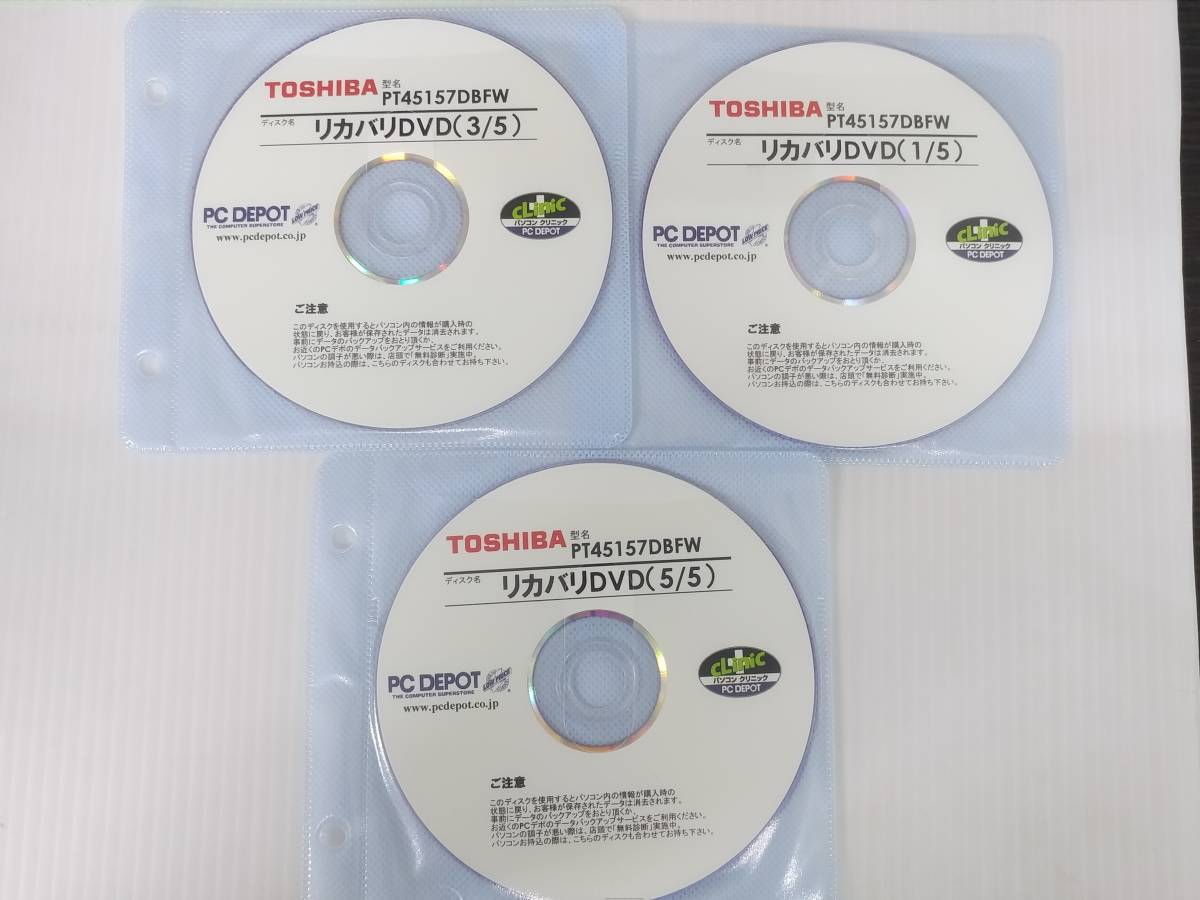 TOSHIBA 型名 PT45157DBFW
ディスク名 リカバリDVD(3/5)
PC DEPOT LOW PRICE
THE COMPUTER SUPERSTORE
www.pcdepot.co.jp
CLiniC
パソコン クリニック
PC DEPOT
ご注意
このディスクを使用するとパソコン内の情報が購入時の
状態に戻り、お客様が保存されたデータは消去されます。
事前にデータのバックアップをおとり頂くか、
お近くのPCデポのデータバックアップサービスをご利用ください。
パソコンの調子が悪い際は、店頭で「無料診断」実施中。
パソコンお持込の際は、こちらのディスクも合わせてお持ち下さい。
TOSHIBA 型名 PT45157DBFW
ディスク名 リカバリDVD(1/5)
PC DEPOT LOW PRICE
THE COMPUTER SUPERSTORE
www.pcdepot.co.jp
CLiniC
パソコン クリニック
PC DEPOT
ご注意
このディスクを使用するとパソコン内の情報が購入時の
状態に戻り、お客様が保存されたデータは消去されます。
事前にデータのバックアップをおとり頂くか、
お近くのPCデポのデータバックアップサービスをご利用ください。
パソコンの調子が悪い際は、店頭で「無料診断」実施中。
パソコンお持込の際は、こちらのディスクも合わせてお持ち下さい。
TOSHIBA 型名 PT45157DBFW
ディスク名 リカバリDVD(5/5)
PC DEPOT LOW PRICE
THE COMPUTER SUPERSTORE
www.pcdepot.co.jp
CLiniC
パソコン クリニック
PC DEPOT
ご注意
このディスクを使用するとパソコン内の情報が購入時の
状態に戻り、お客様が保存されたデータは消去されます。
事前にデータのバックアップをおとり頂くか、
お近くのPCデポのデータバックアップサービスをご利用ください。
パソコンの調子が悪い際は、店頭で「無料診断」実施中。
パソコンお持込の際は、こちらのディスクも合わせてお持ち下さい。